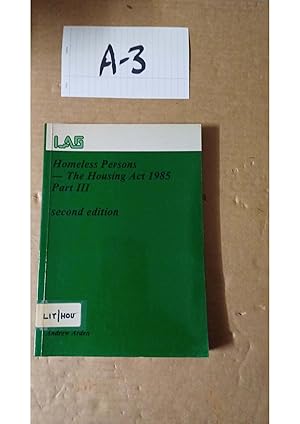 A-3
LAG
Homeless Persons
— The Housing Act 1985
Part III
second edition
LIT/HOU
Andrew Arden